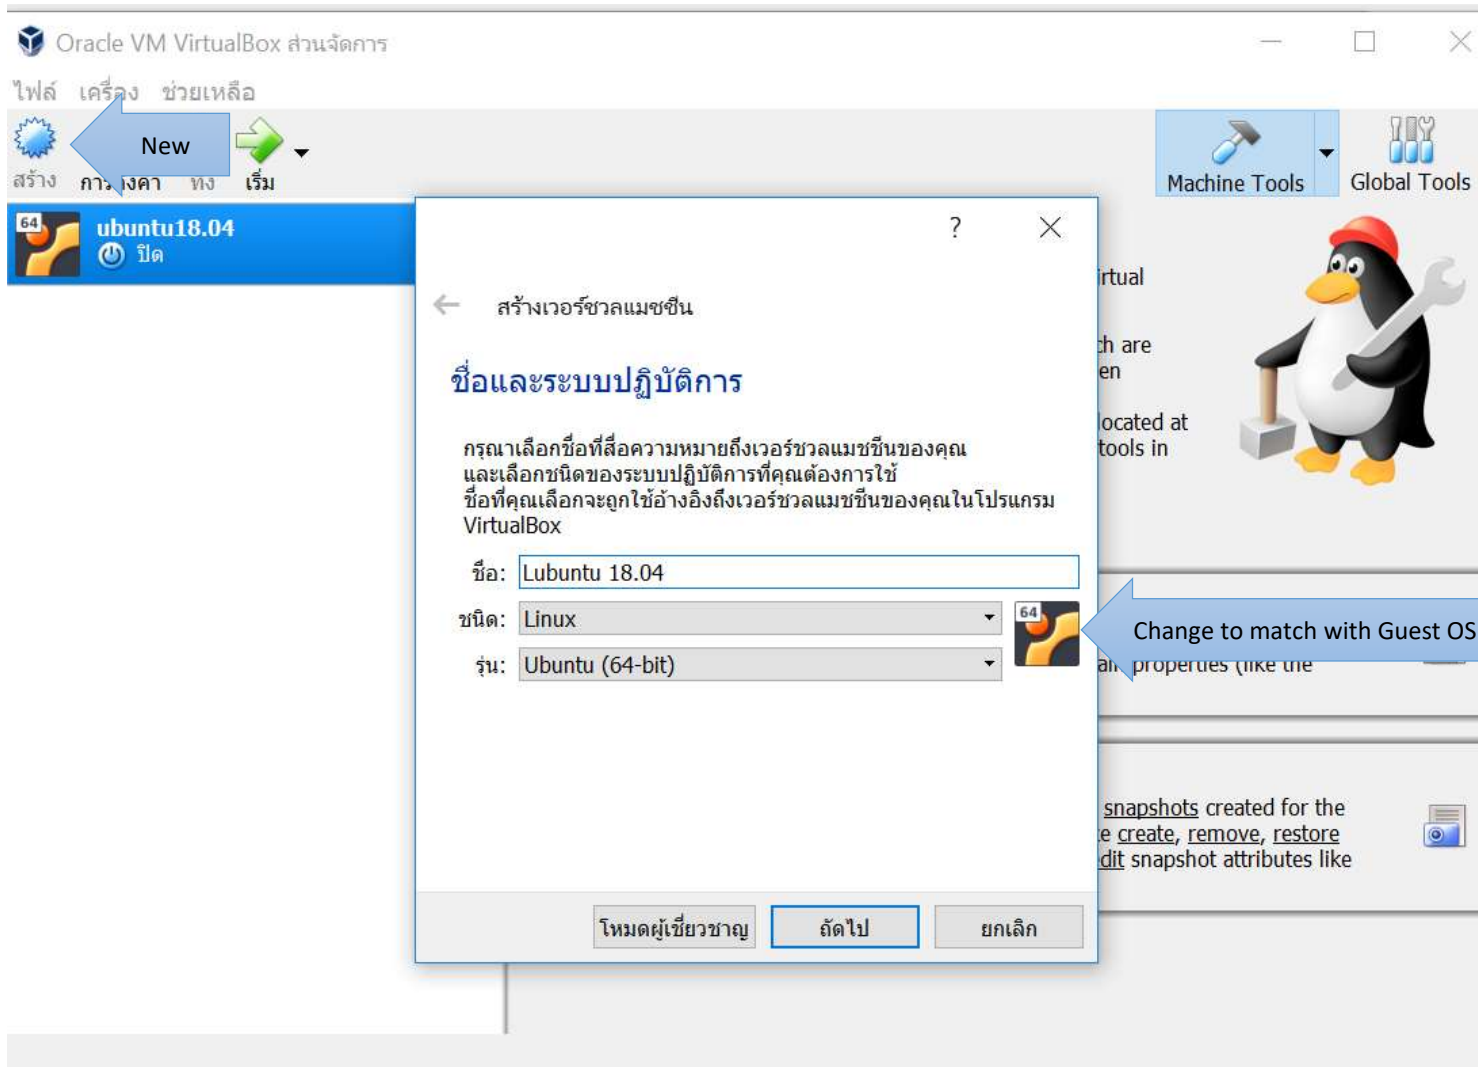 Oracle VM VirtualBox ส่วนจัดการ
ไฟล์ เครื่อง ช่วยเหลือ
New
สร้าง เริ่ม
Machine Tools Global Tools
64 ubuntu18.04
ปิด
?
สร้างเวอร์ชวลแมชชีน
ชื่อและระบบปฏิบัติการ
กรุณาเลือกชื่อที่สื่อความหมายถึงเวอร์ชวลแมชชีนของคุณ
และเลือกชนิดของระบบปฏิบัติการที่คุณต้องการใช้
ชื่อที่คุณเลือกจะถูกใช้อ้างอิงถึงเวอร์ชวลแมชชีนของคุณในโปรแกรม
VirtualBox
ชื่อ: Lubuntu 18.04
ชนิด: Linux
64
รุ่น: Ubuntu (64-bit)
โหมดผู้เชี่ยวชาญ ถัดไป ยกเลิก
irtual
ch are
en
located at
tools in
Change to match with Guest OS
properties (like the
snapshots created for the
e create, remove, restore
edit snapshot attributes like